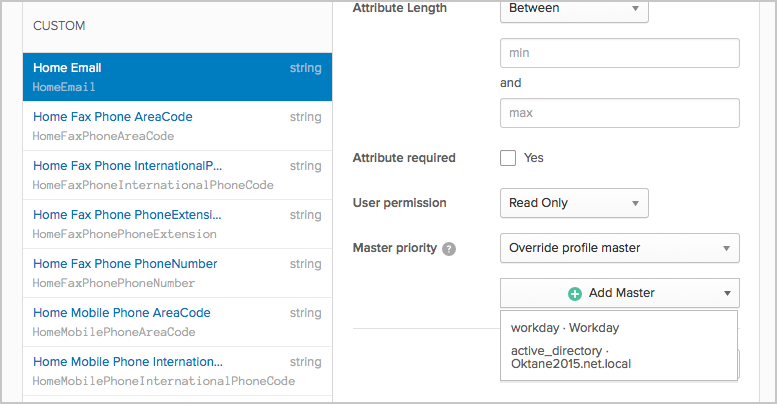 CUSTOM
Home Email string
HomeEmail
Home Fax Phone AreaCode string
HomeFaxPhoneAreaCode
Home Fax Phone InternationalP... string
HomeFaxPhoneInternationalPhoneCode
Home Fax Phone PhoneExtensi... string
HomeFaxPhonePhoneExtension
Home Fax Phone PhoneNumber string
HomeFaxPhonePhoneNumber
Home Mobile Phone AreaCode string
HomeMobilePhoneAreaCode
Home Mobile Phone Internation... string
HomeMobilePhoneInternationalPhoneCode
Attribute Length Between
min
and
max
Attribute required Yes
User permission Read Only
Master priority ? Override profile master
Add Master
workday · Workday
active_directory ·
Oktane2015.net.local